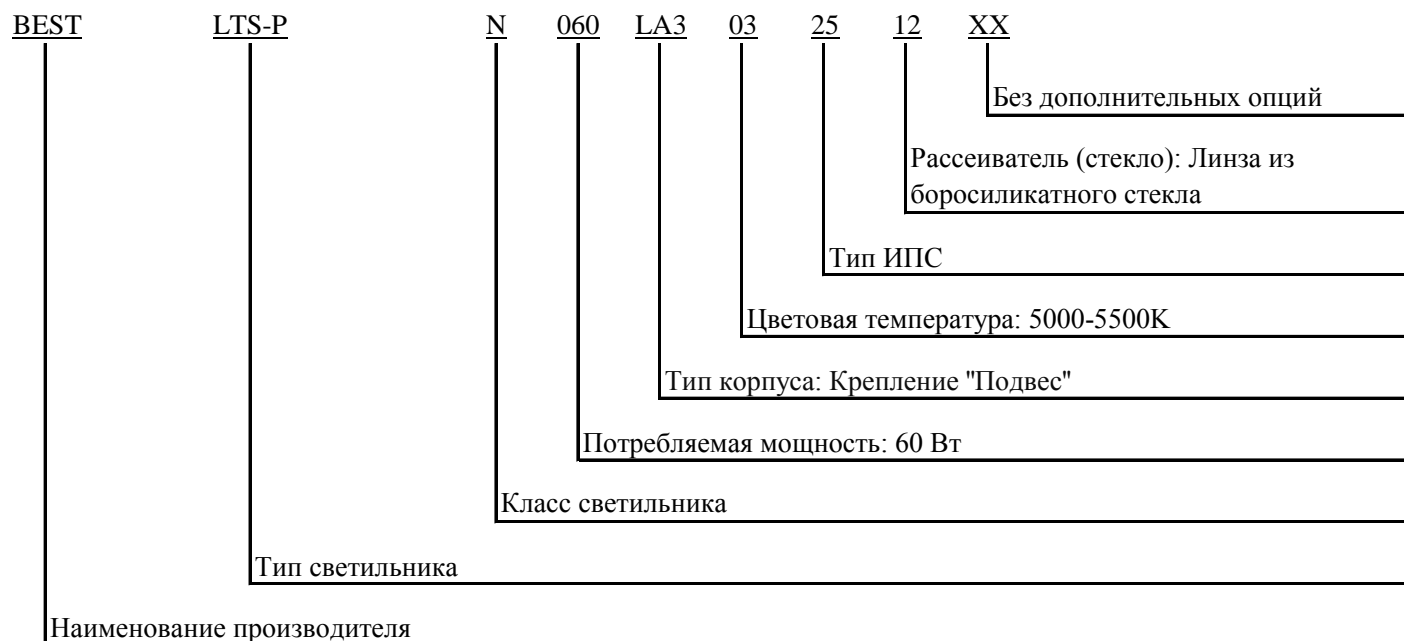 BEST LTS-P N 060 LA3 03 25 12 XX
Без дополнительных опций
Рассеиватель (стекло): Линза из
боросиликатного стекла
Тип ИПС
Цветовая температура: 5000-5500К
Тип корпуса: Крепление "Подвес"
Потребляемая мощность: 60 Вт
Класс светильника
Тип светильника
Наименование производителя